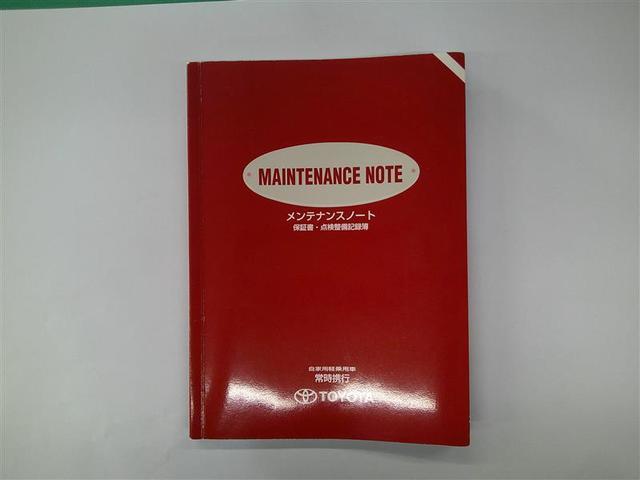 MAINTENANCE NOTE
メンテナンスノート
保証書・点検整備記録簿
自家用軽乗用車
常時携行
TOYOTA